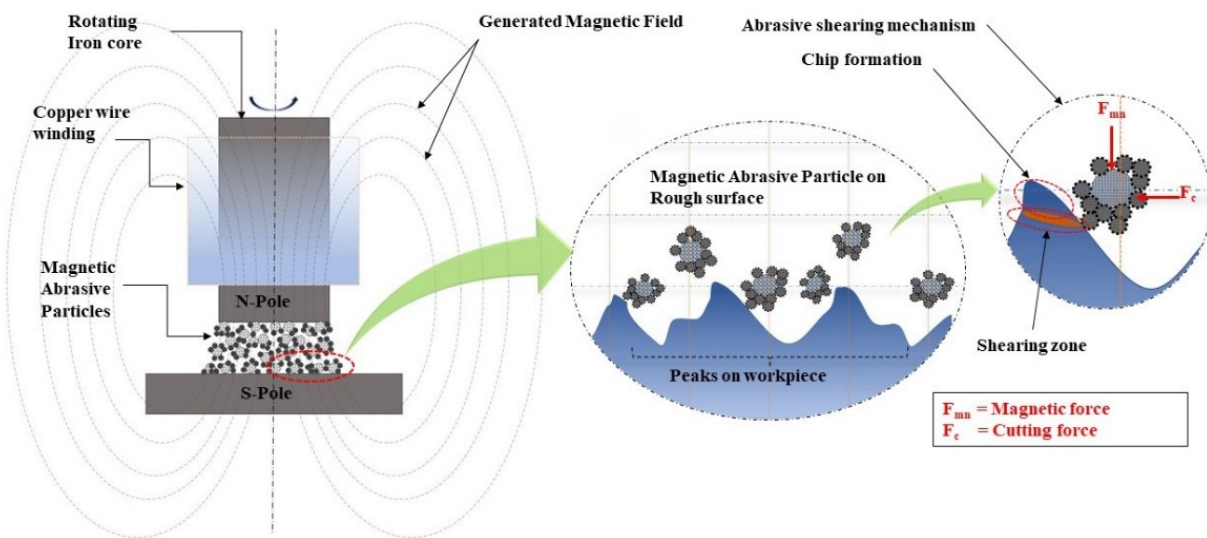 Rotating
Iron core
Generated Magnetic Field
Copper wire
winding
Magnetic
Abrasive
Particles
N-Pole
S-Pole
Magnetic Abrasive Particle on
Rough surface
Peaks on workpiece
Abrasive shearing mechanism
Chip formation
Fmn
Fc
Shearing zone
Fmn = Magnetic force
Fc = Cutting force